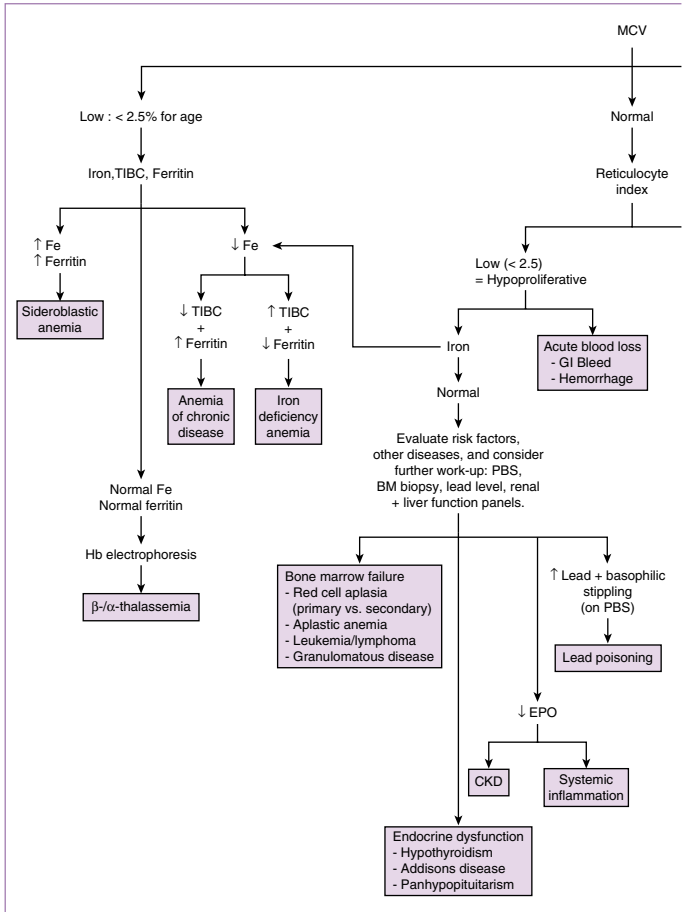 MCV
Low : < 2.5% for age
Normal
Iron,TIBC, Ferritin
Reticulocyte
index
↑ Fe
↑ Ferritin
↓ Fe
Low (< 2.5)
= Hypoproliferative
Sideroblastic
anemia
↓ TIBC
+
↑ Ferritin
↑ TIBC
+
↓ Ferritin
Iron
Acute blood loss
- GI Bleed
- Hemorrhage
Anemia
of chronic
disease
Iron
deficiency
anemia
Normal
Evaluate risk factors,
other diseases, and consider
further work-up: PBS,
BM biopsy, lead level, renal
+ liver function panels.
Normal Fe
Normal ferritin
Hb electrophoresis
β-/α-thalassemia
Bone marrow failure
- Red cell aplasia
(primary vs. secondary)
- Aplastic anemia
- Leukemia/lymphoma
- Granulomatous disease
↑ Lead + basophilic
stippling
(on PBS)
Lead poisoning
↓ EPO
CKD
Systemic
inflammation
Endocrine dysfunction
- Hypothyroidism
- Addisons disease
- Panhypopituitarism